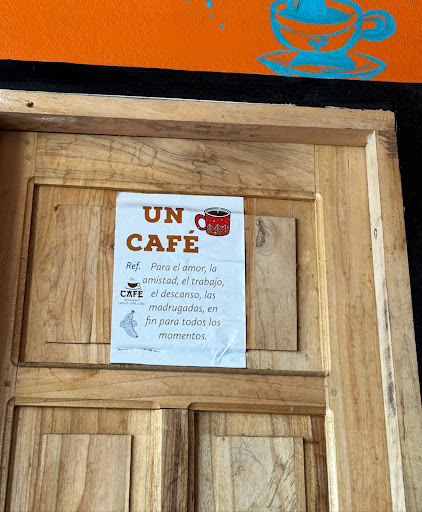 UN
CAFÉ
Ref. Para el amor, la
amistad, el trabajo,
el descanso, las
CAFÉ
madrugadas, en
fin para todos los
momentos.